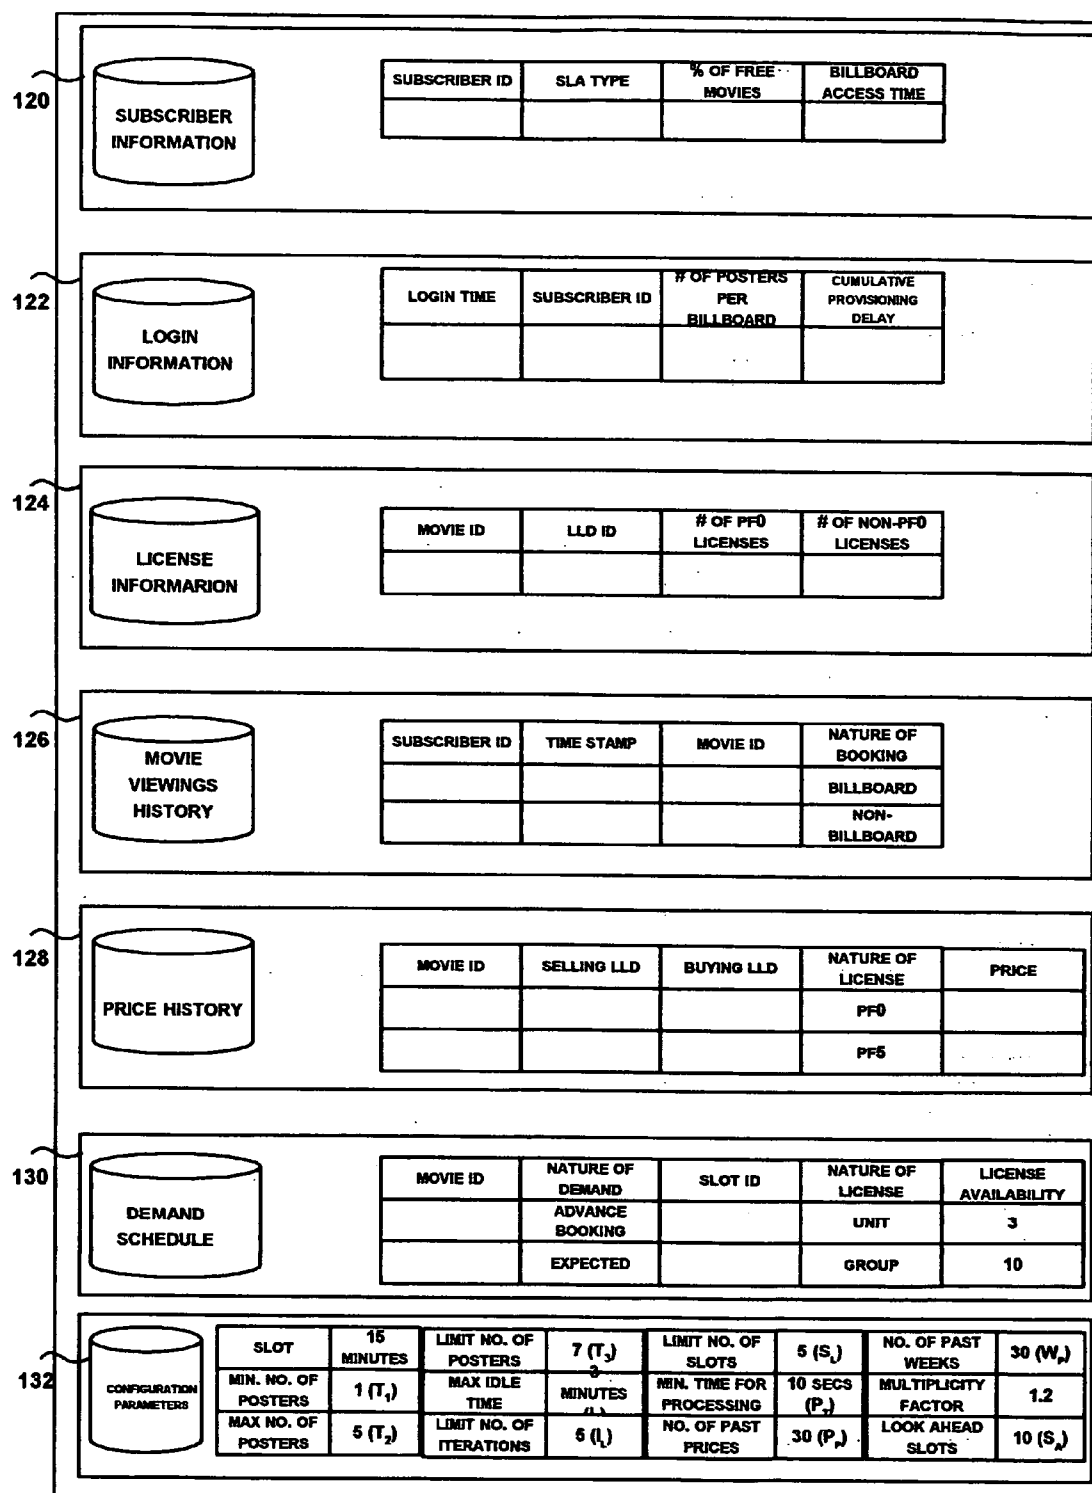 120
SUBSCRIBER
INFORMATION
SUBSCRIBER ID
SLA TYPE
% OF FREE
MOVIES
BILLBOARD
ACCESS TIME
122
LOGIN
INFORMATION
LOGIN TIME
SUBSCRIBER ID
# OF POSTERS
PER
BILLBOARD
CUMULATIVE
PROVISIONING
DELAY
124
LICENSE
INFORMARION
MOVIE ID
LLD ID
# OF PF0
LICENSES
# OF NON-PF0
LICENSES
126
MOVIE
VIEWINGS
HISTORY
SUBSCRIBER ID
TIME STAMP
MOVIE ID
NATURE OF
BOOKING
BILLBOARD
NON-
BILLBOARD
128
PRICE HISTORY
MOVIE ID
SELLING LLD
BUYING LLD
NATURE OF
LICENSE
PRICE
PF0
PF5
130
DEMAND
SCHEDULE
MOVIE ID
NATURE OF
DEMAND
SLOT ID
NATURE OF
LICENSE
LICENSE
AVAILABILITY
ADVANCE
BOOKING
UNIT
3
EXPECTED
GROUP
10
132
CONFIGURATION
PARAMETERS
SLOT
15
MINUTES
LIMIT NO. OF
POSTERS
7 (T3)
LIMIT NO. OF
SLOTS
5 (SL)
NO. OF PAST
WEEKS
30 (WP)
MIN. NO. OF
POSTERS
1 (T1)
MAX IDLE
TIME
3
MINUTES
MIN. TIME FOR
PROCESSING
10 SECS
(PT)
MULTIPLICITY
FACTOR
1.2
MAX NO. OF
POSTERS
5 (T2)
LIMIT NO. OF
ITERATIONS
5 (IL)
NO. OF PAST
PRICES
30 (PP)
LOOK AHEAD
SLOTS
10 (SA)